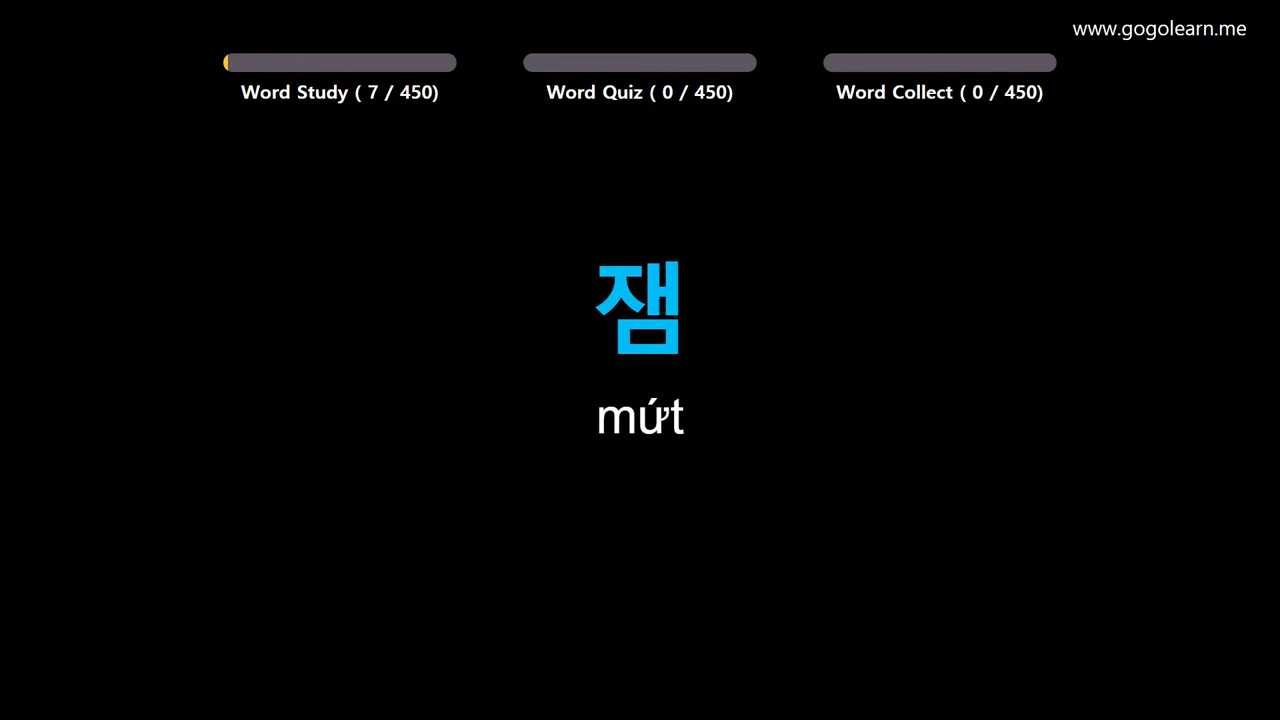 www.gogolearn.me
Word Study ( 7 / 450)
Word Quiz ( 0 / 450)
Word Collect ( 0 / 450)
잼
mứt